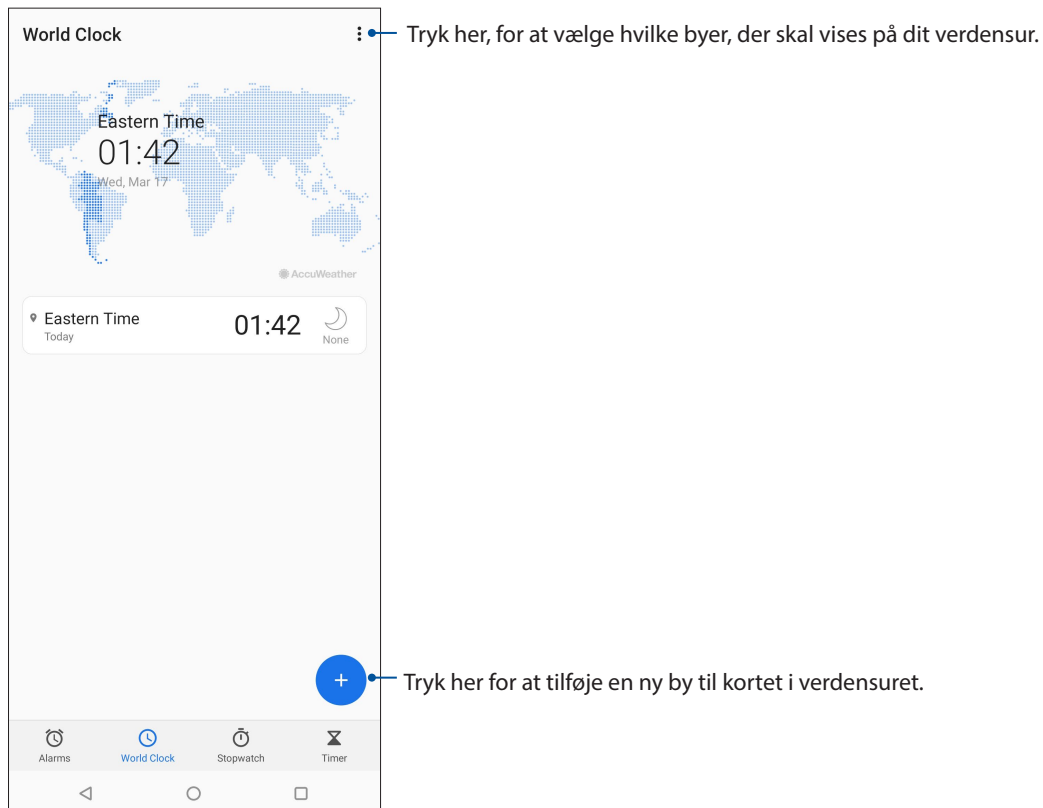 World Clock
Tryk her, for at vælge hvilke byer, der skal vises på dit verdensur.
Eastern Time
01:42
Wed, Mar 17
AccuWeather
Eastern Time
Today
01:42
None
Tryk her for at tilføje en ny by til kortet i verdensuret.
Alarms World Clock Stopwatch Timer